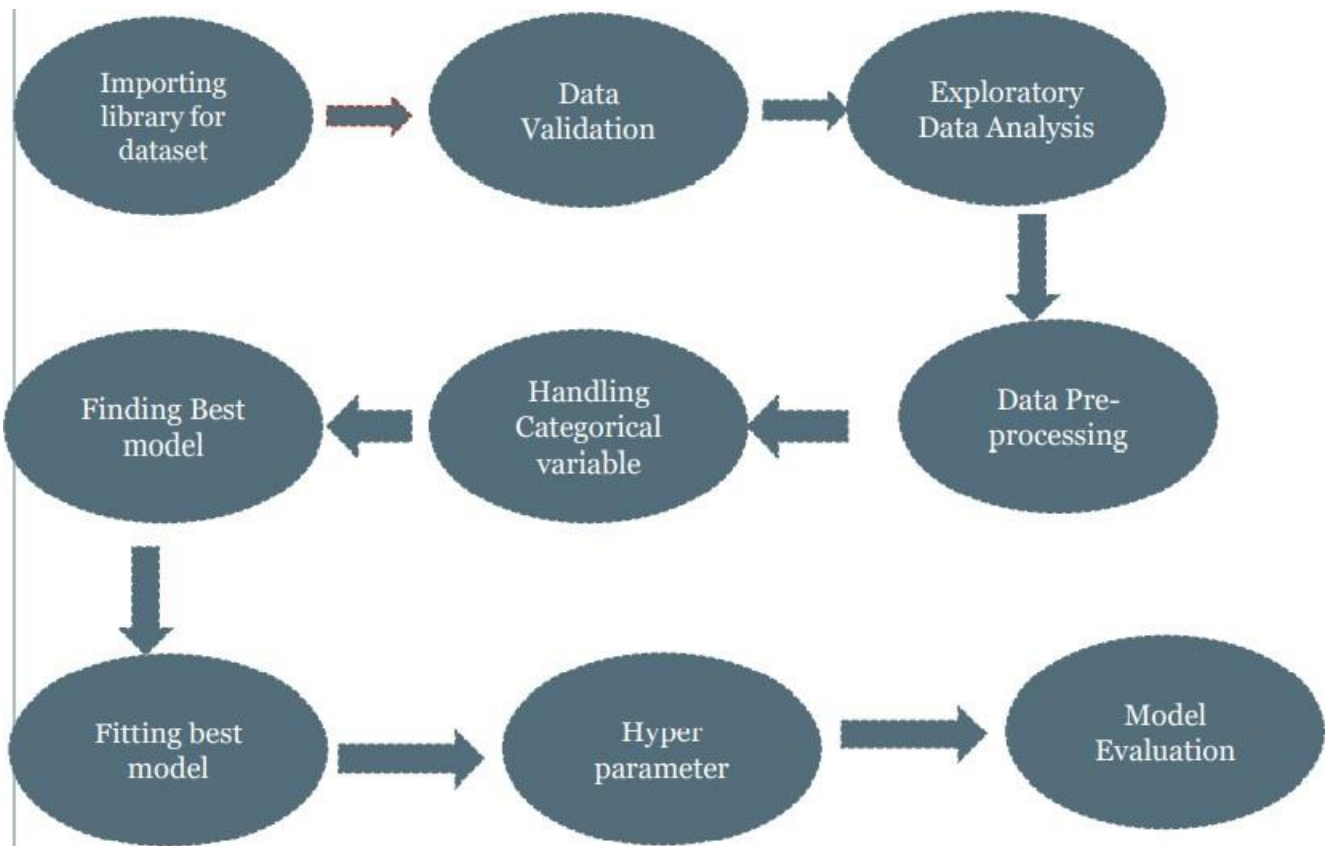 Importing
library for
dataset
Data
Validation
Exploratory
Data Analysis
Data Pre-
processing
Handling
Categorical
variable
Finding Best
model
Fitting best
model
Hyper
parameter
Model
Evaluation